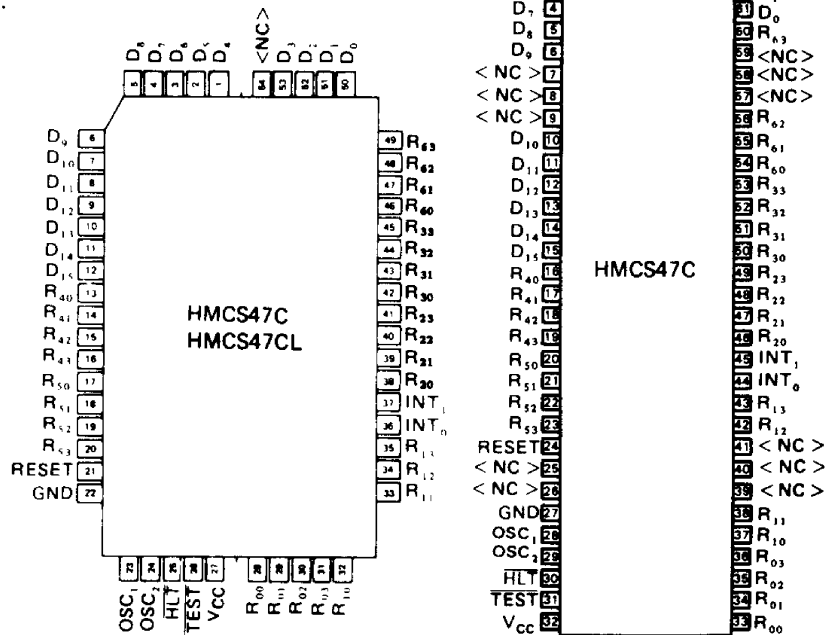 D₈ D₇ D₆ D₅ D₄ <NC> D₃ D₂ D₁ D₀
5 4 3 2 1 54 53 52 51 50
D₉ 6
D₁₀ 7
D₁₁ 8
D₁₂ 9
D₁₃ 10
D₁₄ 11
D₁₅ 12
R₄₀ 13
R₄₁ 14
R₄₂ 15
R₄₃ 16
R₅₀ 17
R₅₁ 18
R₅₂ 19
R₅₃ 20
RESET 21
GND 22
HMCS47C
HMCS47CL
49 R₆₃
48 R₆₂
47 R₆₁
46 R₆₀
45 R₃₃
44 R₃₂
43 R₃₁
42 R₃₀
41 R₂₃
40 R₂₂
39 R₂₁
38 R₂₀
37 INT₁
36 INT₀
35 R₁₃
34 R₁₂
33 R₁₁
23 24 25 26 27 28 29 30 31 32
OSC₁ OSC₂ HLT TEST VCC R₀₀ R₀₁ R₀₂ R₀₃ R₁₀
D₇ 4
D₈ 5
D₉ 6
<NC> 7
<NC> 8
<NC> 9
D₁₀ 10
D₁₁ 11
D₁₂ 12
D₁₃ 13
D₁₄ 14
D₁₅ 15
R₄₀ 16
R₄₁ 17
R₄₂ 18
R₄₃ 19
R₅₀ 20
R₅₁ 21
R₅₂ 22
R₅₃ 23
RESET 24
<NC> 25
<NC> 26
GND 27
OSC₁ 28
OSC₂ 29
HLT 30
TEST 31
VCC 32
HMCS47C
61 D₀
60 R₆₃
59 <NC>
58 <NC>
57 <NC>
56 R₆₂
55 R₆₁
54 R₆₀
53 R₃₃
52 R₃₂
51 R₃₁
50 R₃₀
49 R₂₃
48 R₂₂
47 R₂₁
46 R₂₀
45 INT₁
44 INT₀
43 R₁₃
42 R₁₂
41 <NC>
40 <NC>
39 <NC>
38 R₁₁
37 R₁₀
36 R₀₃
35 R₀₂
34 R₀₁
33 R₀₀